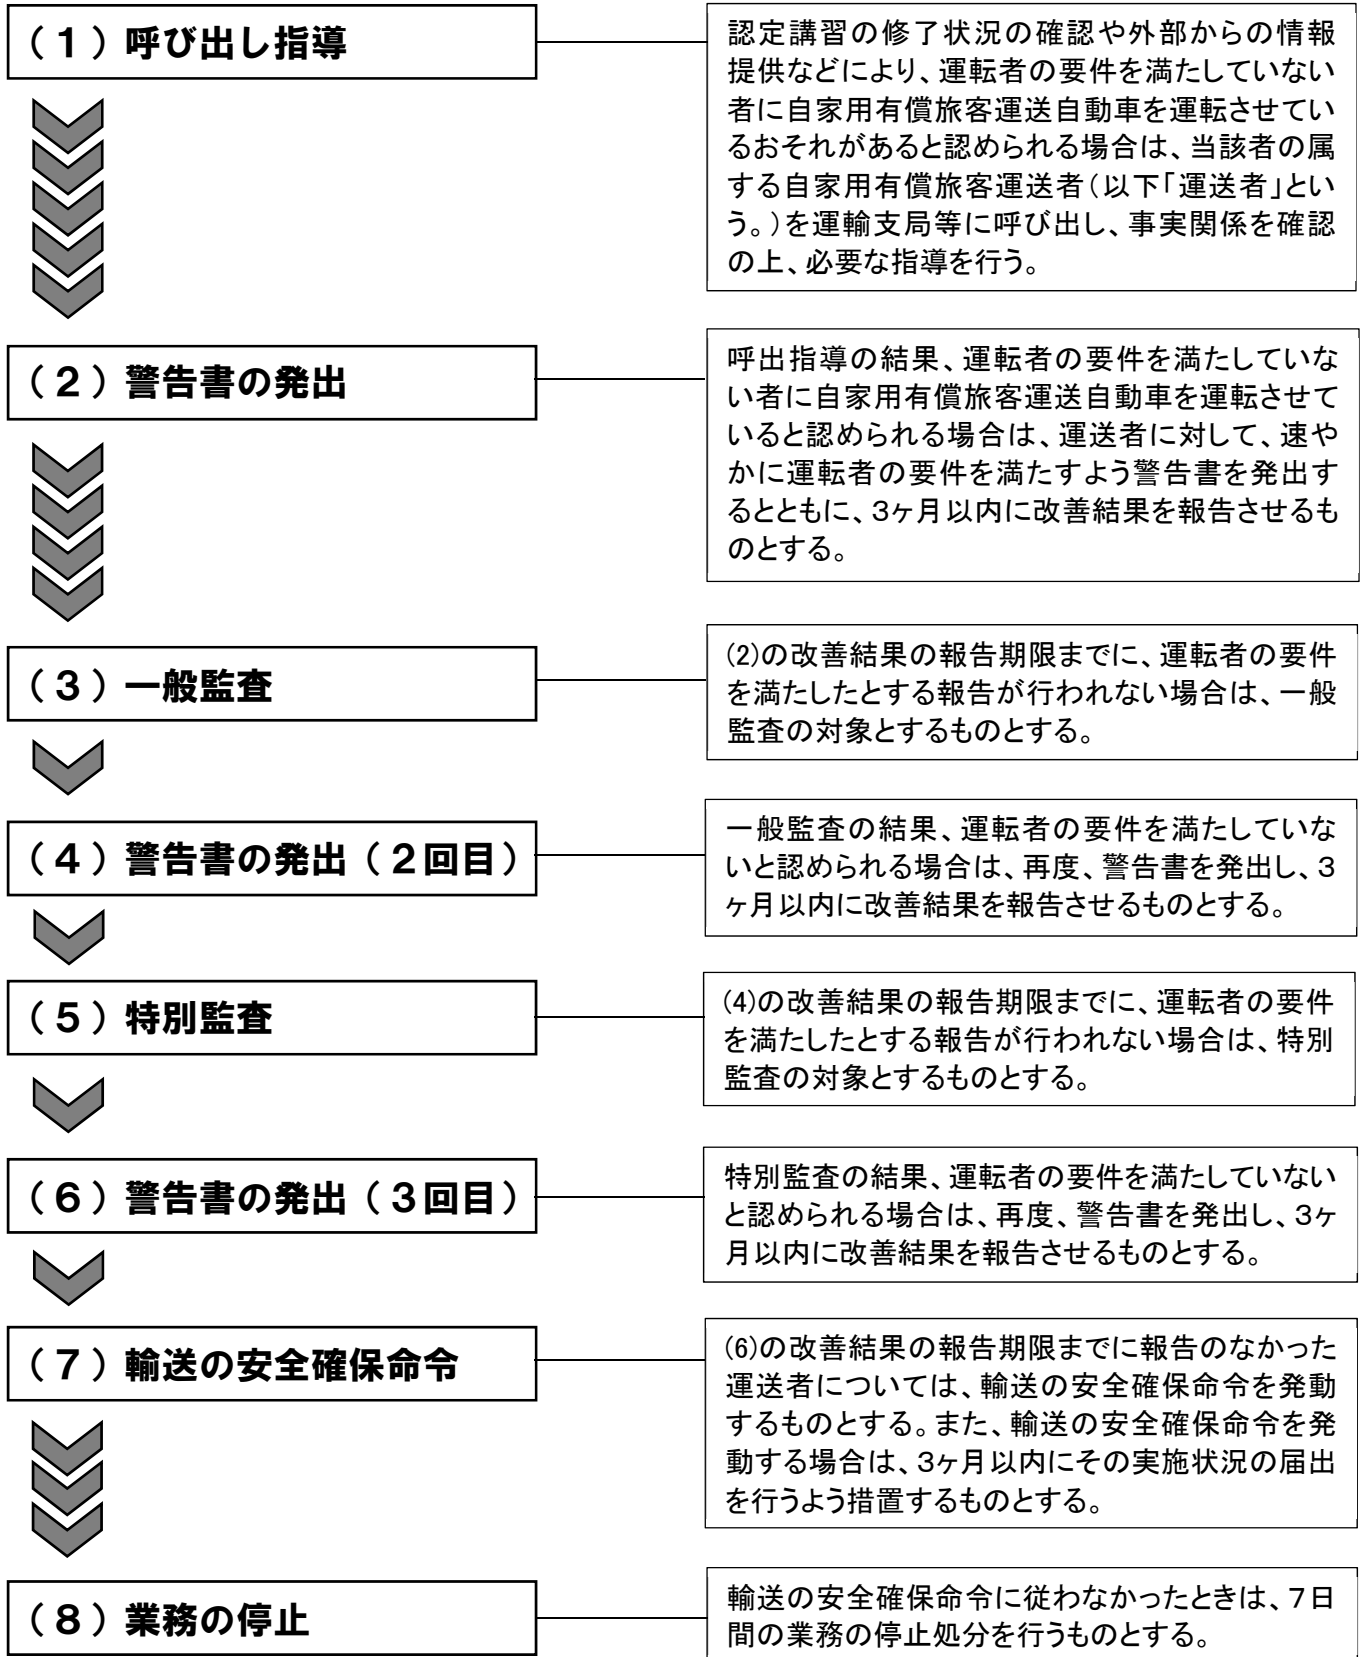 （１）呼び出し指導
認定講習の修了状況の確認や外部からの情報
提供などにより、運転者の要件を満たしていない
者に自家用有償旅客運送自動車を運転させてい
るおそれがあると認められる場合は、当該者の属
する自家用有償旅客運送者（以下「運送者」とい
う。）を運輸支局等に呼び出し、事実関係を確認
の上、必要な指導を行う。
（２）警告書の発出
呼出指導の結果、運転者の要件を満たしていな
い者に自家用有償旅客運送自動車を運転させて
いると認められる場合は、運送者に対して、速や
かに運転者の要件を満たすよう警告書を発出す
るとともに、３ヶ月以内に改善結果を報告させるも
のとする。
（３）一般監査
(2)の改善結果の報告期限までに、運転者の要件
を満たしたとする報告が行われない場合は、一般
監査の対象とするものとする。
（４）警告書の発出（２回目）
一般監査の結果、運転者の要件を満たしていな
いと認められる場合は、再度、警告書を発出し、３
ヶ月以内に改善結果を報告させるものとする。
（５）特別監査
(4)の改善結果の報告期限までに、運転者の要件
を満たしたとする報告が行われない場合は、特別
監査の対象とするものとする。
（６）警告書の発出（３回目）
特別監査の結果、運転者の要件を満たしていない
と認められる場合は、再度、警告書を発出し、３ヶ
月以内に改善結果を報告させるものとする。
（７）輸送の安全確保命令
(6)の改善結果の報告期限までに報告のなかった
運送者については、輸送の安全確保命令を発動
するものとする。また、輸送の安全確保命令を発
動する場合は、３ヶ月以内にその実施状況の届出
を行うよう措置するものとする。
（８）業務の停止
輸送の安全確保命令に従わなかったときは、７日
間の業務の停止処分を行うものとする。